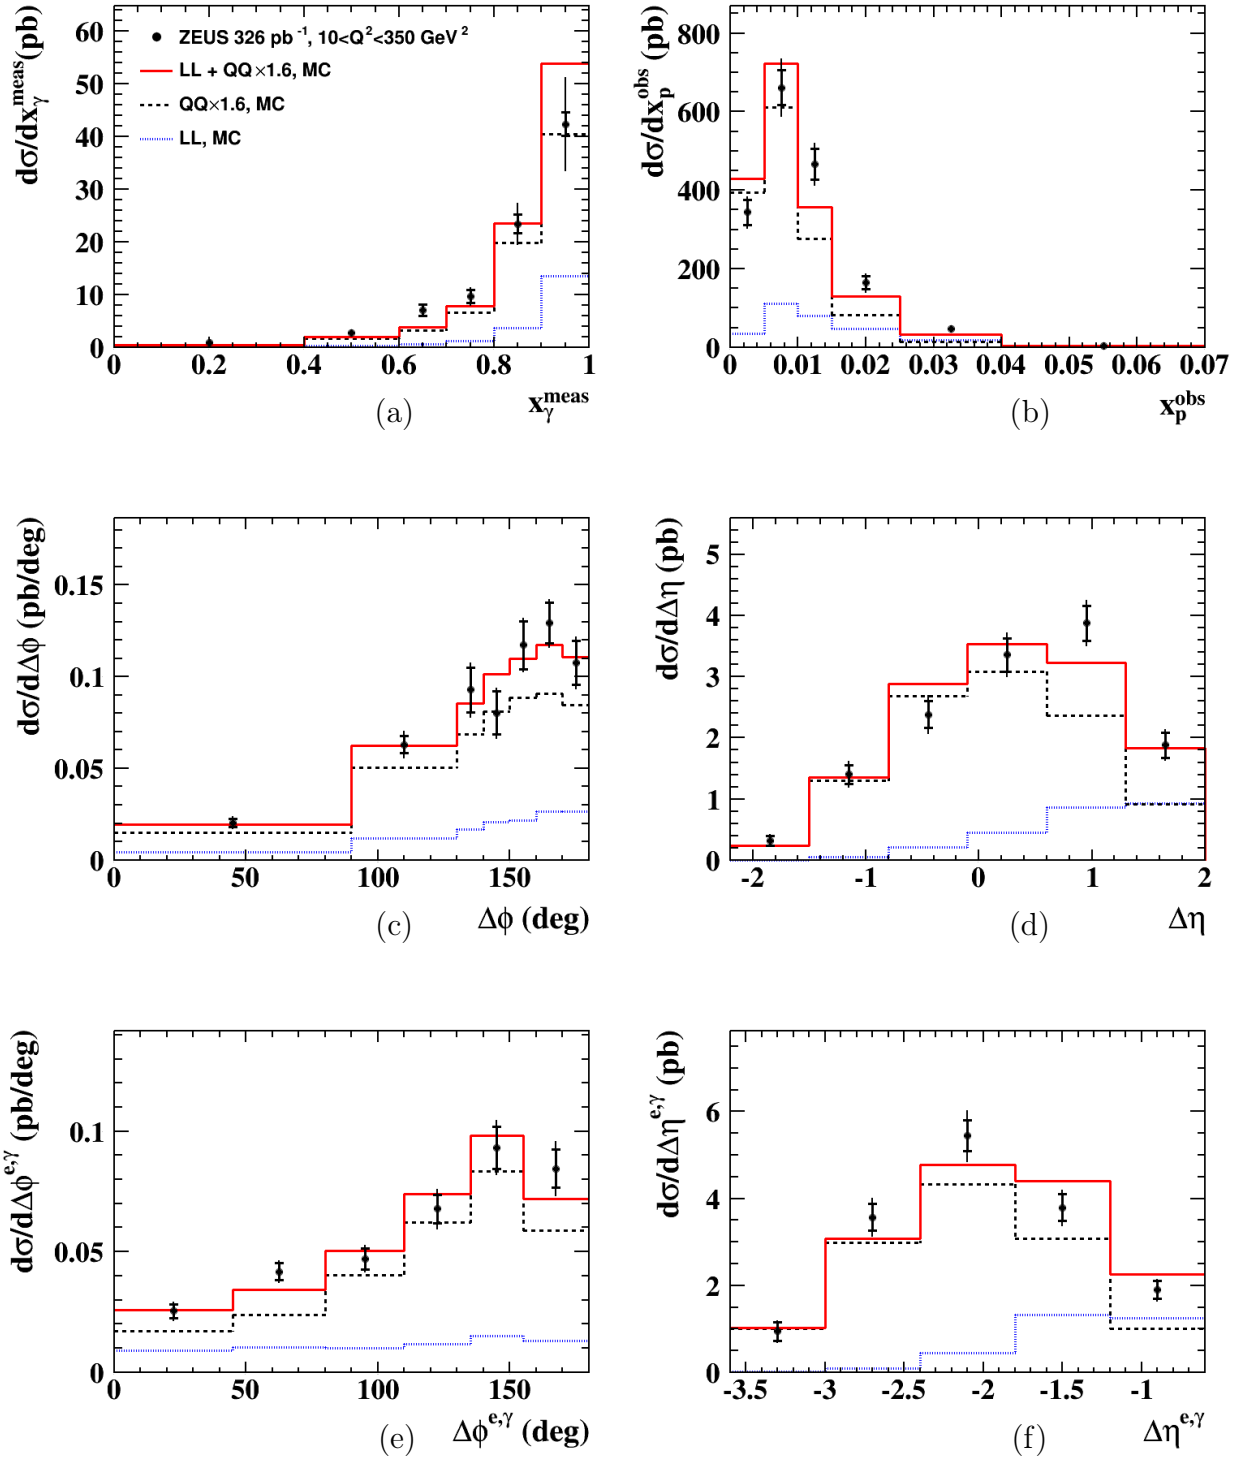 dσ/dxγ^meas(pb)
60
50
40
30
20
10
0
ZEUS 326 pb⁻¹, 10<Q²<350 GeV²
LL + QQ×1.6, MC
QQ×1.6, MC
LL, MC
0 0.2 0.4 0.6 0.8 1
(a) xγ^meas
dσ/dxp^obs (pb)
800
600
400
200
0
0 0.01 0.02 0.03 0.04 0.05 0.06 0.07
(b) xp^obs
dσ/dΔϕ (pb/deg)
0.15
0.1
0.05
0
0 50 100 150
(c) Δϕ (deg)
dσ/dΔη (pb)
5
4
3
2
1
0
-2 -1 0 1 2
(d) Δη
dσ/dΔϕ^e,γ (pb/deg)
0.1
0.05
0
0 50 100 150
(e) Δϕ^e,γ (deg)
dσ/dΔη^e,γ (pb)
6
4
2
0
-3.5 -3 -2.5 -2 -1.5 -1
(f) Δη^e,γ